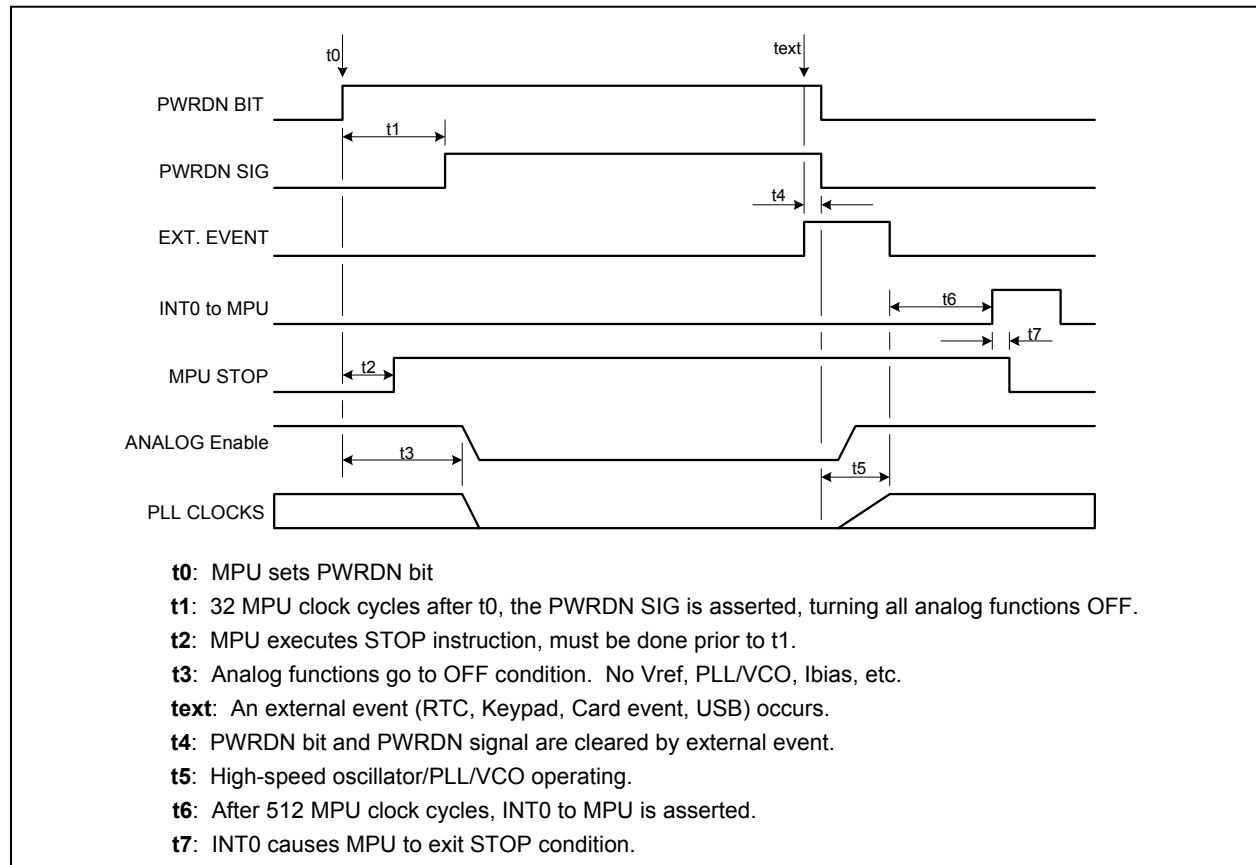 t0
text
PWRDN BIT
t1
PWRDN SIG
t4
EXT. EVENT
INT0 to MPU
t6
t7
MPU STOP
t2
ANALOG Enable
t3
t5
PLL CLOCKS
t0: MPU sets PWRDN bit
t1: 32 MPU clock cycles after t0, the PWRDN SIG is asserted, turning all analog functions OFF.
t2: MPU executes STOP instruction, must be done prior to t1.
t3: Analog functions go to OFF condition. No Vref, PLL/VCO, Ibias, etc.
text: An external event (RTC, Keypad, Card event, USB) occurs.
t4: PWRDN bit and PWRDN signal are cleared by external event.
t5: High-speed oscillator/PLL/VCO operating.
t6: After 512 MPU clock cycles, INT0 to MPU is asserted.
t7: INT0 causes MPU to exit STOP condition.